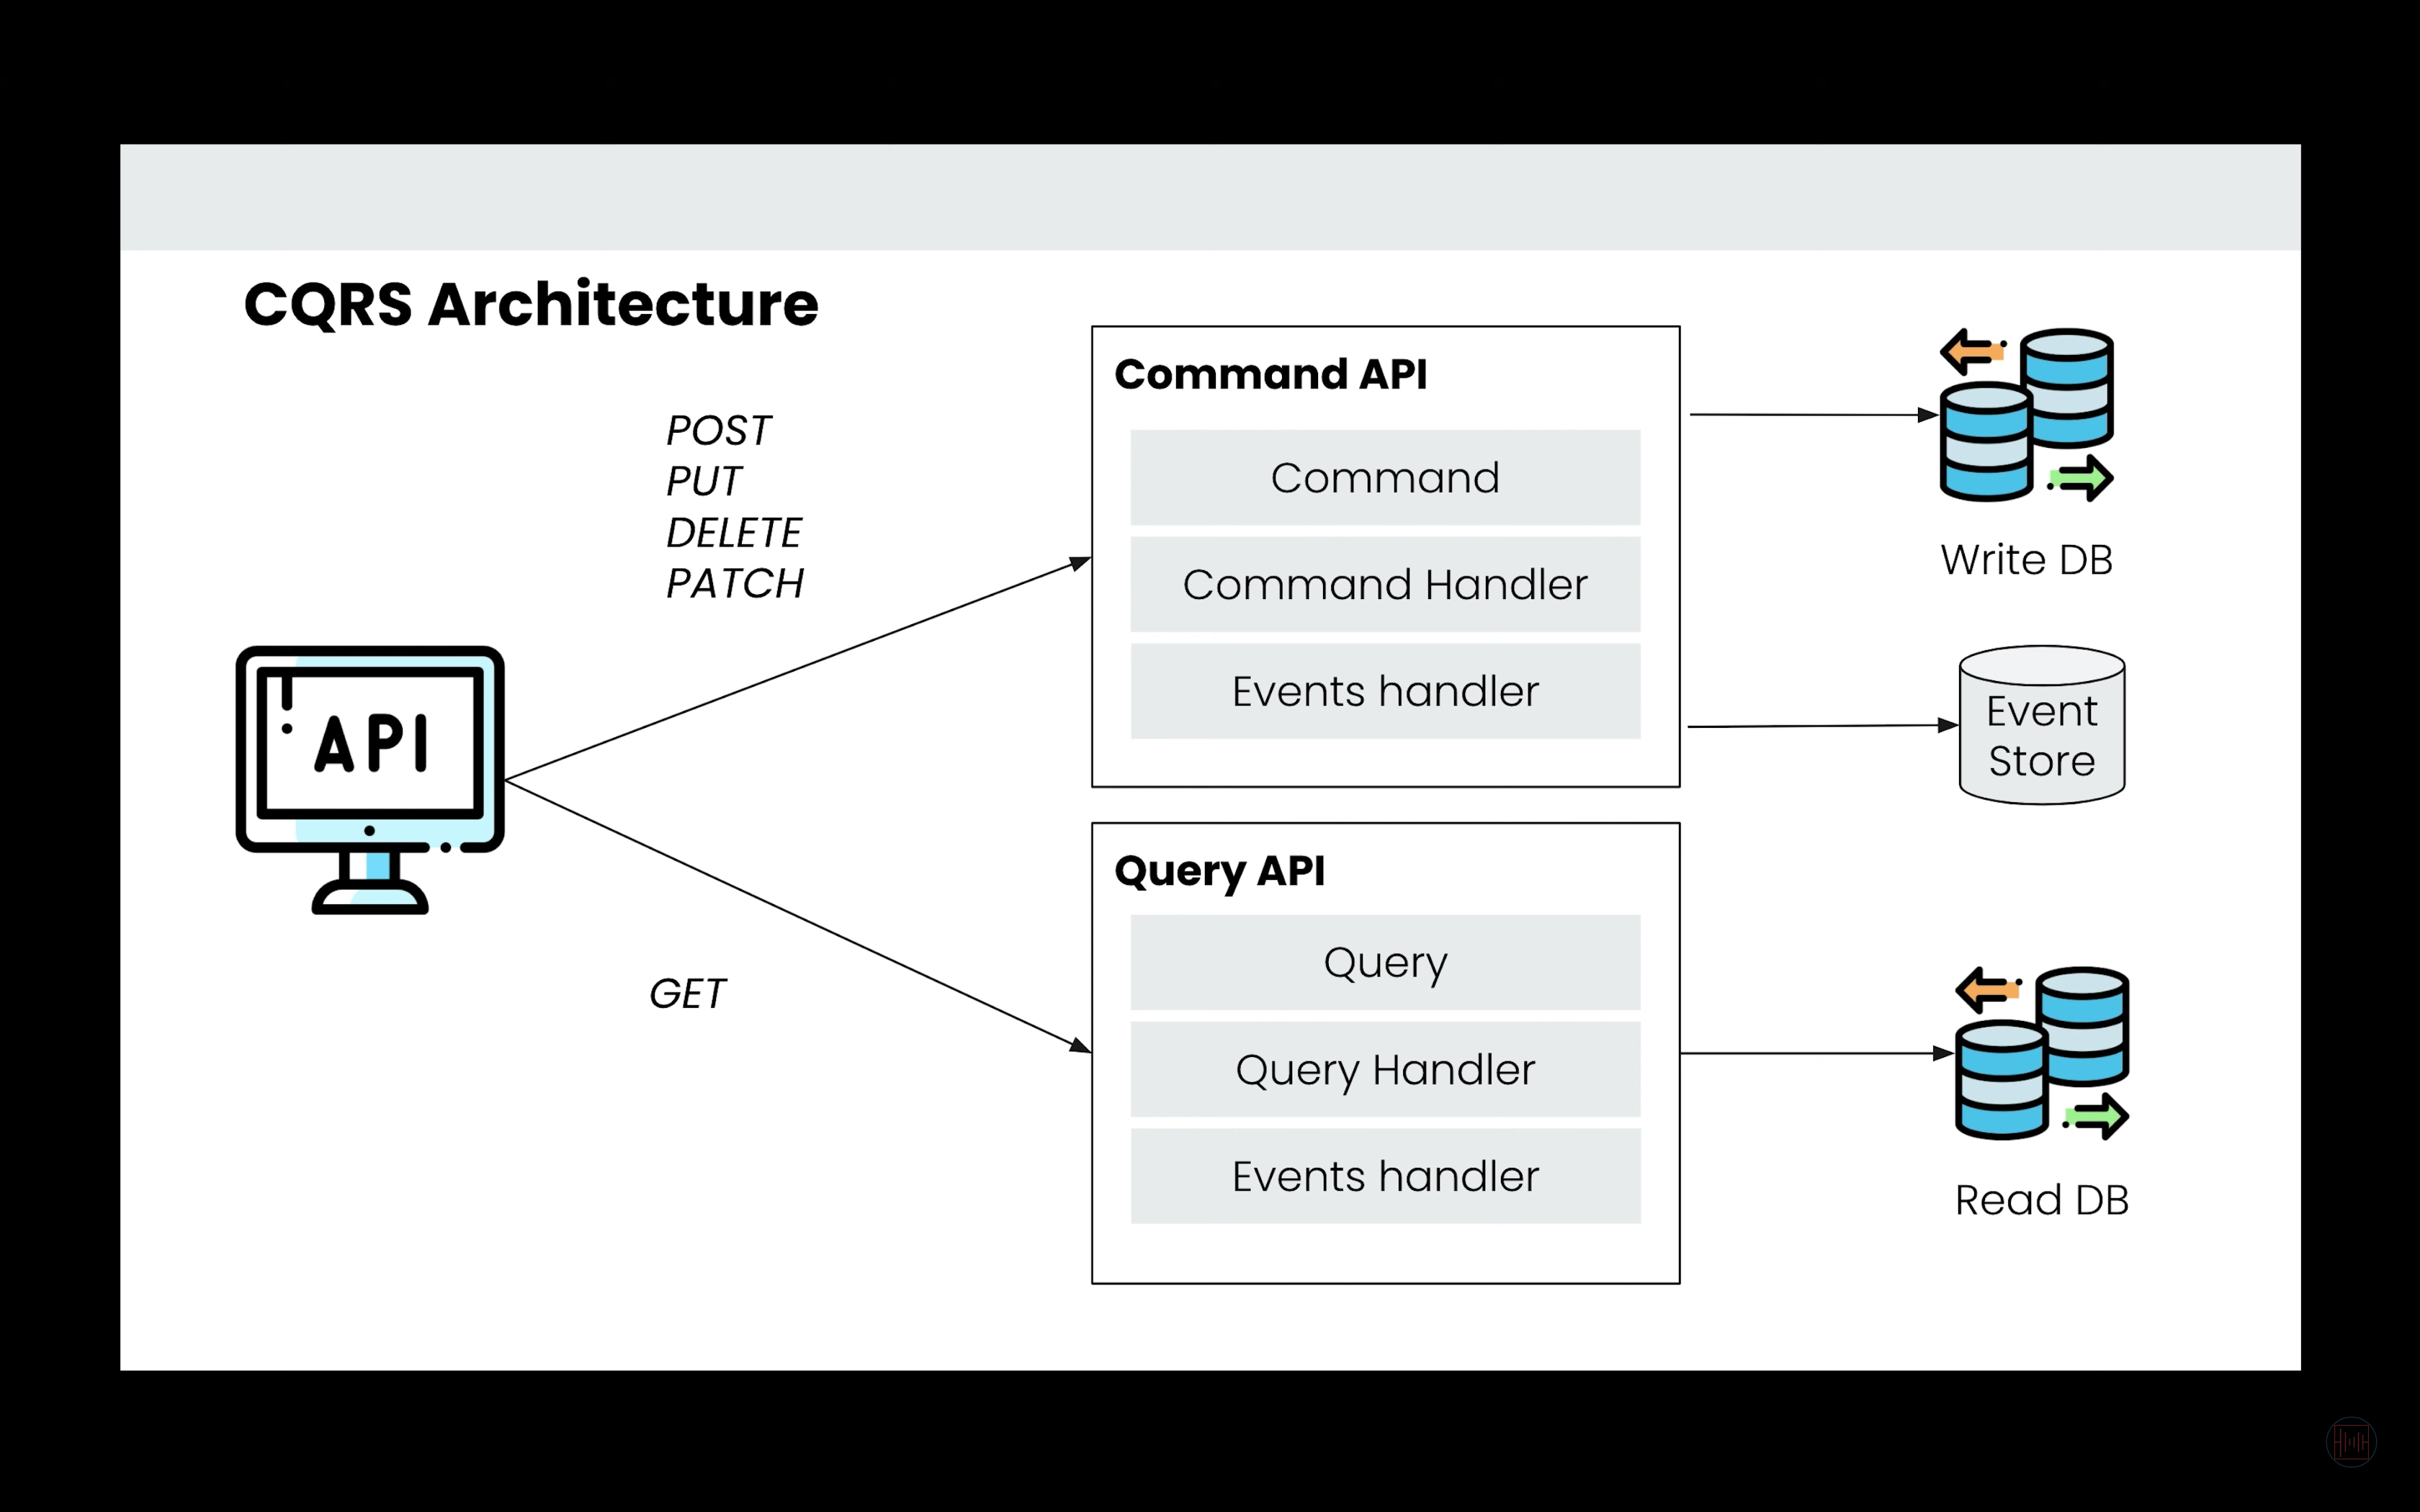 CQRS Architecture
POST
PUT
DELETE
PATCH
API
GET
Command API
Command
Command Handler
Events handler
Query API
Query
Query Handler
Events handler
Write DB
Event
Store
Read DB